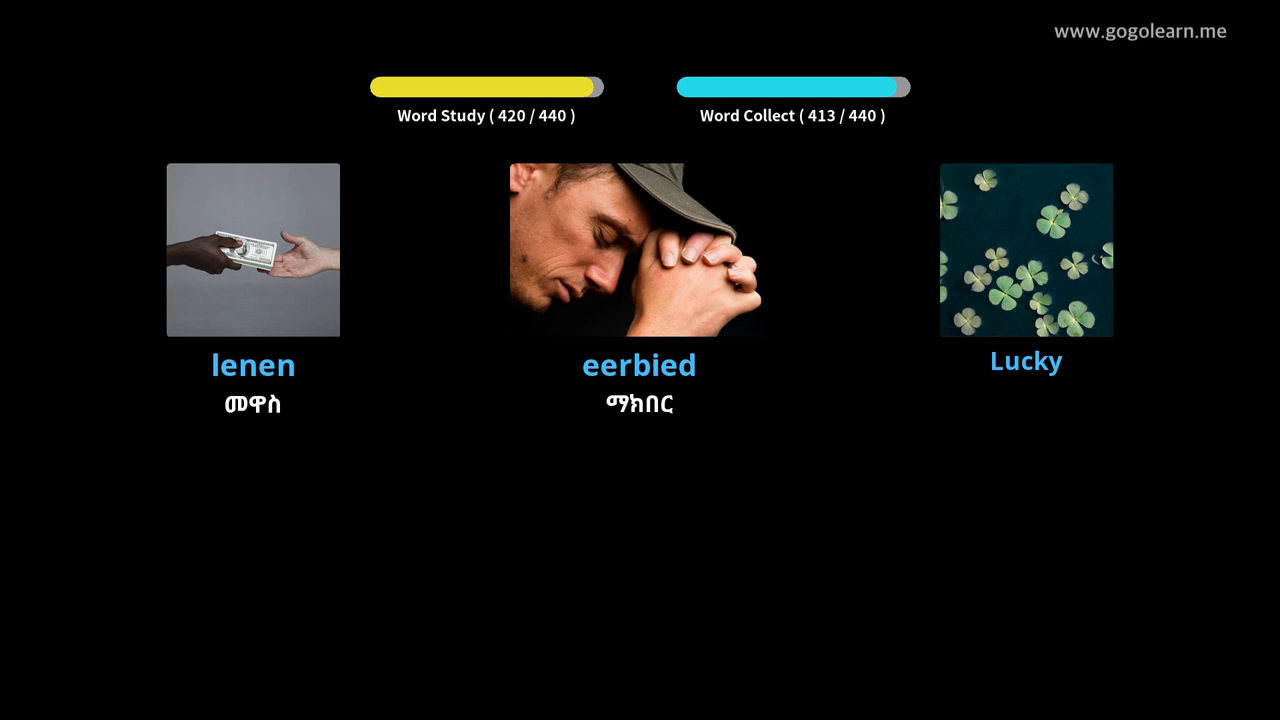 www.gogolearn.me
Word Study ( 420 / 440 )
Word Collect ( 413 / 440 )
lenen
መዋስ
eerbied
ማክበር
Lucky